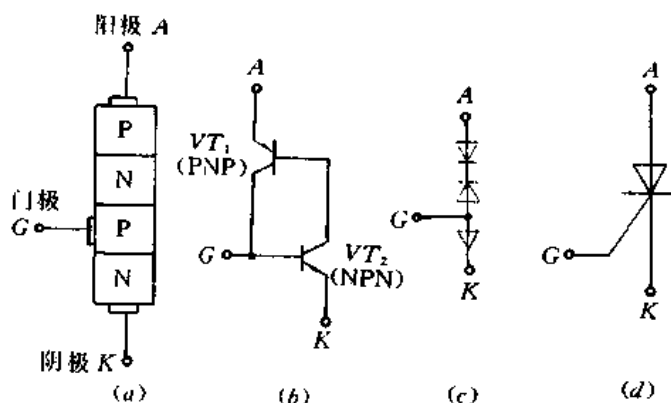 阳极 A
P
N
P
N
门极
G
阴极 K
(a)
A
VT₁
(PNP)
G
VT₂
(NPN)
K
(b)
A
G
K
(c)
A
G
K
(d)